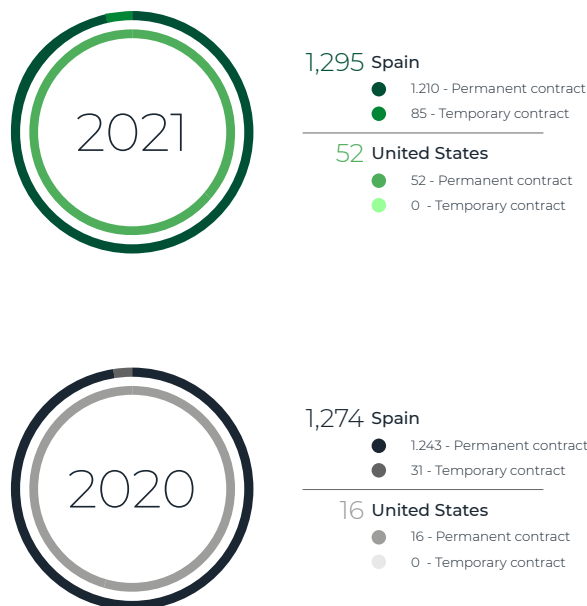 2021
1,295 Spain
1.210 - Permanent contract
85 - Temporary contract
52 United States
52 - Permanent contract
0 - Temporary contract
2020
1,274 Spain
1.243 - Permanent contract
31 - Temporary contract
16 United States
16 - Permanent contract
0 - Temporary contract